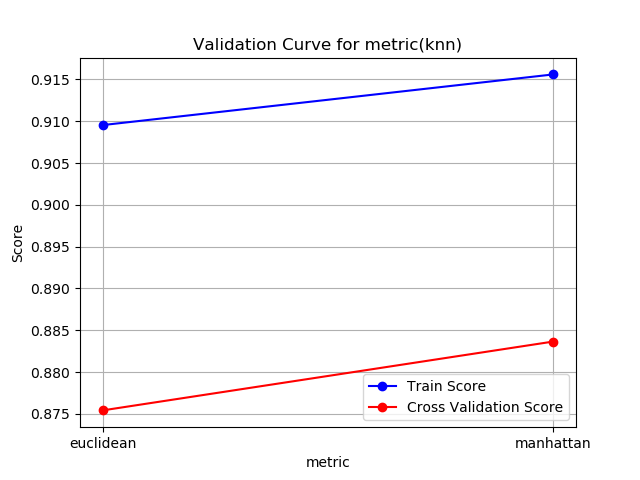 Validation Curve for metric(knn)
0.915
0.910
0.905
0.900
0.895
0.890
0.885
0.880
0.875
Score
Train Score
Cross Validation Score
euclidean
manhattan
metric